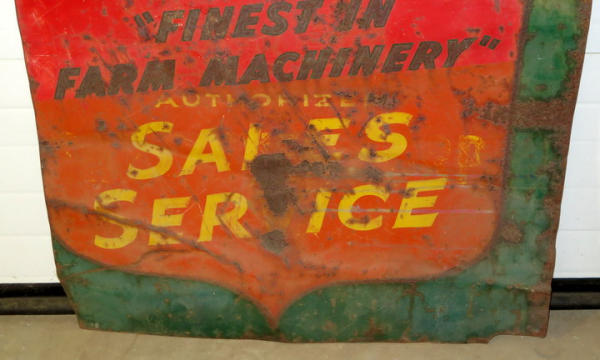 "FINEST IN
FARM MACHINERY"
AUTHORIZED
SALES
SERVICE